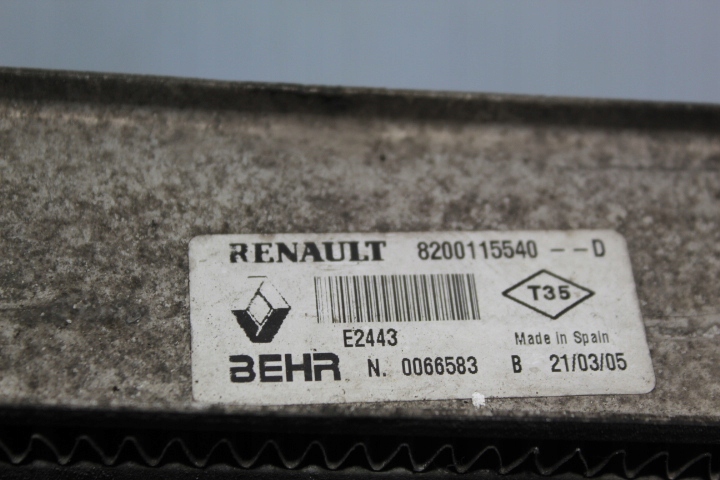 RENAULT 8200115540 -- D
T35
E2443 Made in Spain
BEHR N. 0066583 B 21/03/05